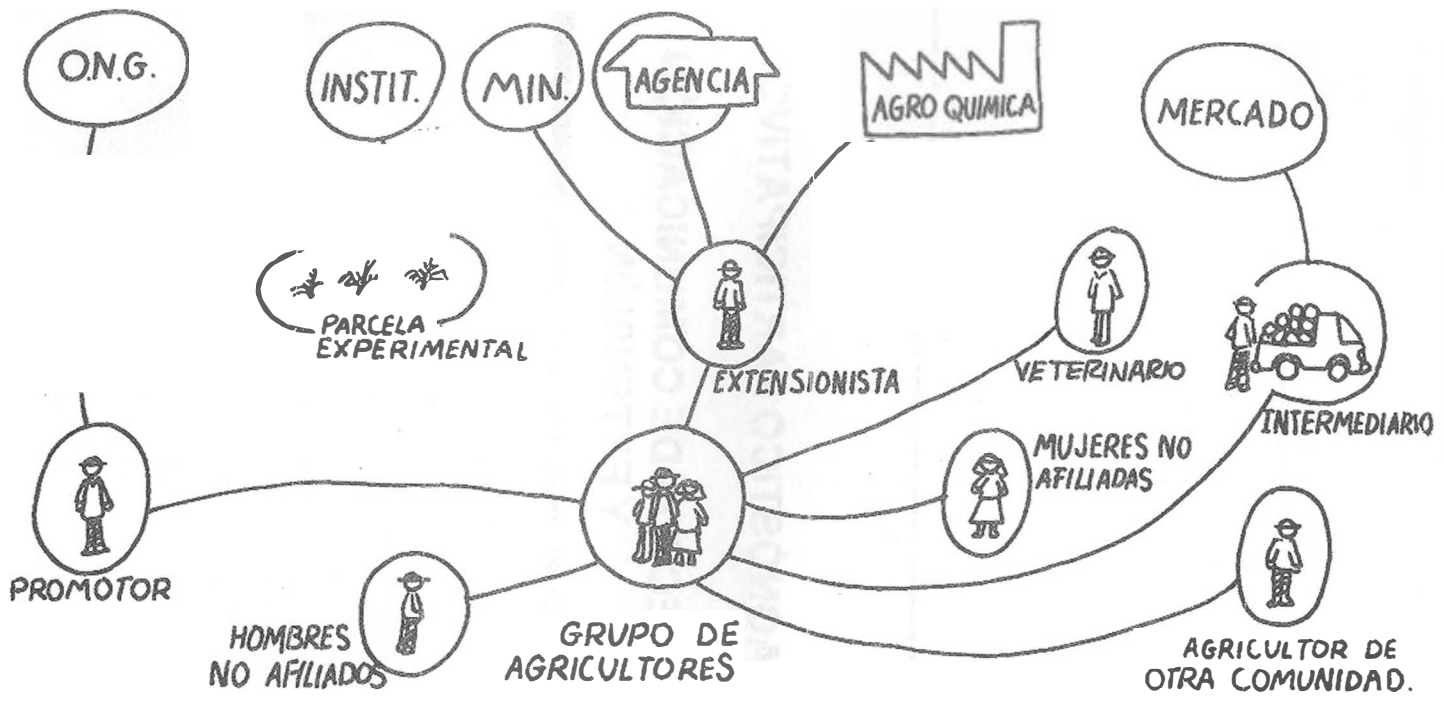 O.N.G.
INSTIT.
MIN.
AGENCIA
AGRO QUIMICA
MERCADO
PARCELA
EXPERIMENTAL
EXTENSIONISTA
VETERINARIO
INTERMEDIARIO
MUJERES NO
AFILIADAS
PROMOTOR
HOMBRES
NO AFILIADOS
GRUPO DE
AGRICULTORES
AGRICULTOR DE
OTRA COMUNIDAD.